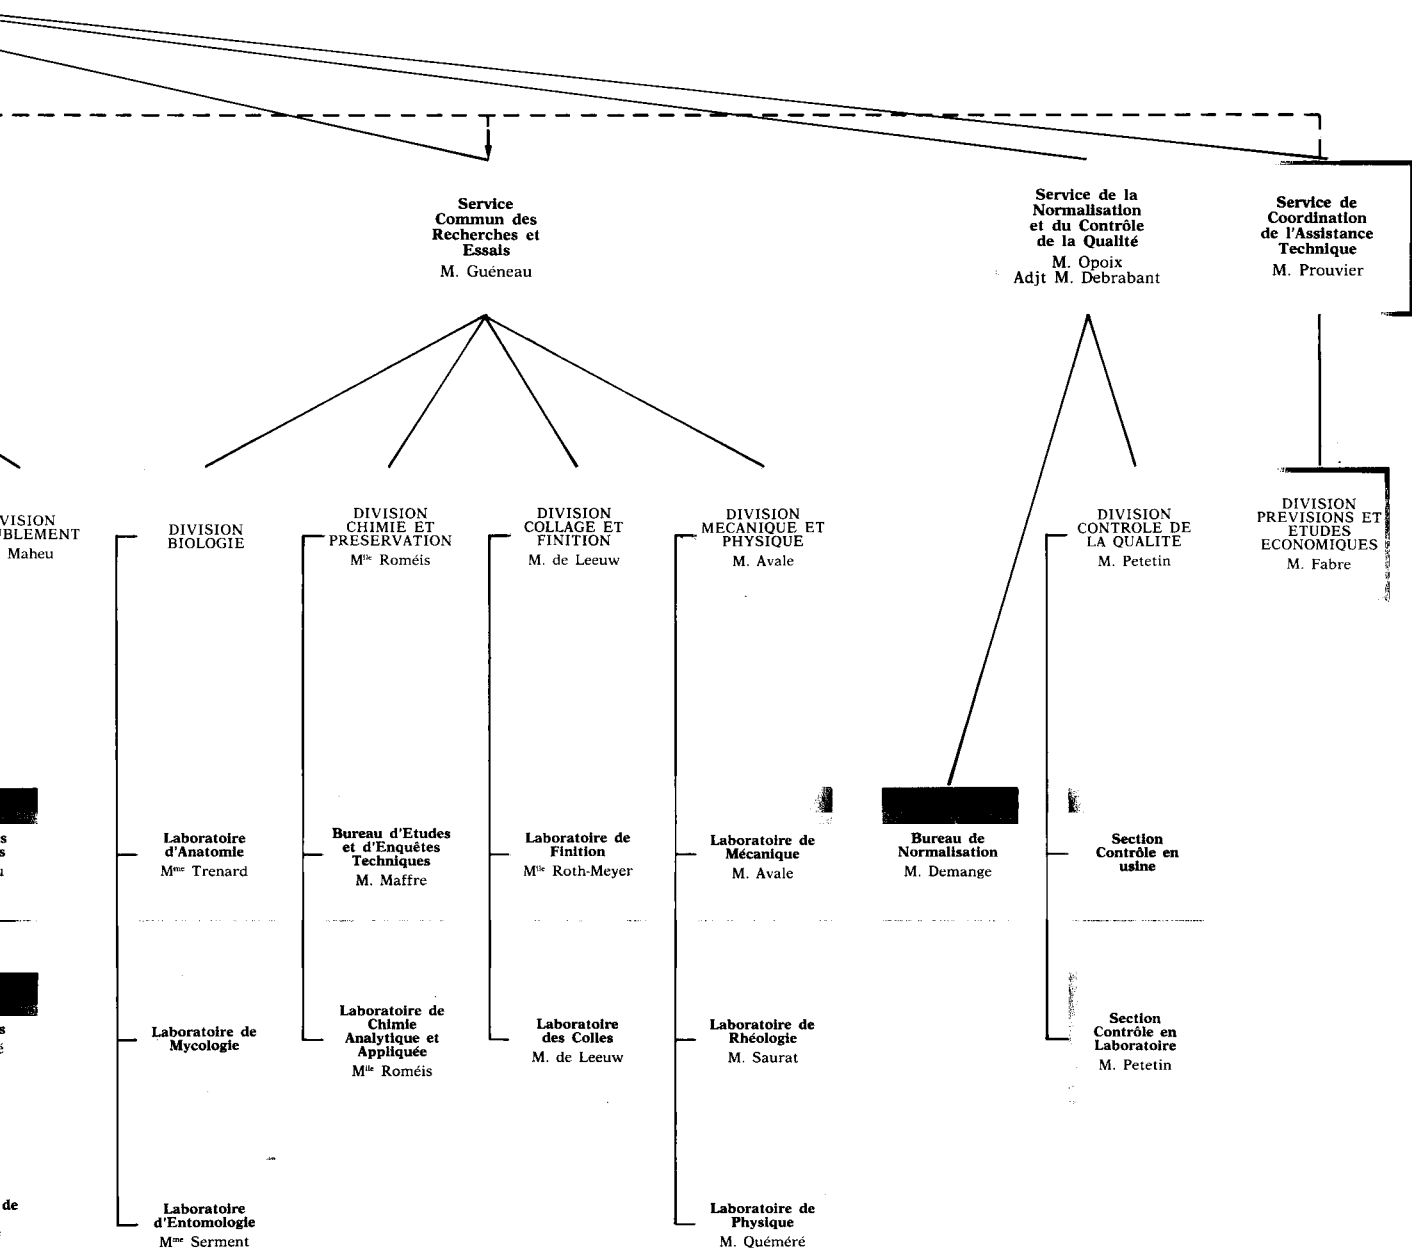 Service
Commun des
Recherches et
Essais
M. Guéneau
Service de la
Normalisation
et du Contrôle
de la Qualité
M. Opoix
Adjt M. Debrabant
Service de
Coordination
de l'Assistance
Technique
M. Prouvier
VISION
UBLEMENT
Maheu
DIVISION
BIOLOGIE
DIVISION
CHIMIE ET
PRESERVATION
Mlle Roméis
DIVISION
COLLAGE ET
FINITION
M. de Leeuw
DIVISION
MECANIQUE ET
PHYSIQUE
M. Avale
DIVISION
CONTROLE DE
LA QUALITE
M. Petetin
DIVISION
PREVISIONS ET
ETUDES
ECONOMIQUES
M. Fabre
Laboratoire
d'Anatomie
Mme Trenard
Bureau d'Etudes
et d'Enquêtes
Techniques
M. Maffre
Laboratoire de
Finition
Mlle Roth-Meyer
Laboratoire de
Mécanique
M. Avale
Bureau de
Normalisation
M. Demange
Section
Contrôle en
usine
Laboratoire de
Mycologie
Laboratoire de
Chimie
Analytique et
Appliquée
Mlle Roméis
Laboratoire
des Colles
M. de Leeuw
Laboratoire de
Rhéologie
M. Saurat
Section
Contrôle en
Laboratoire
M. Petetin
de
Laboratoire
d'Entomologie
Mme Serment
Laboratoire de
Physique
M. Quéméré